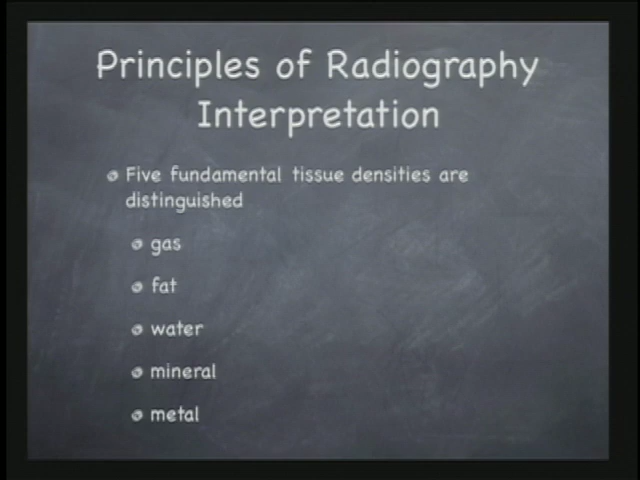 Principles of Radiography
Interpretation
Five fundamental tissue densities are
distinguished
gas
fat
water
mineral
metal